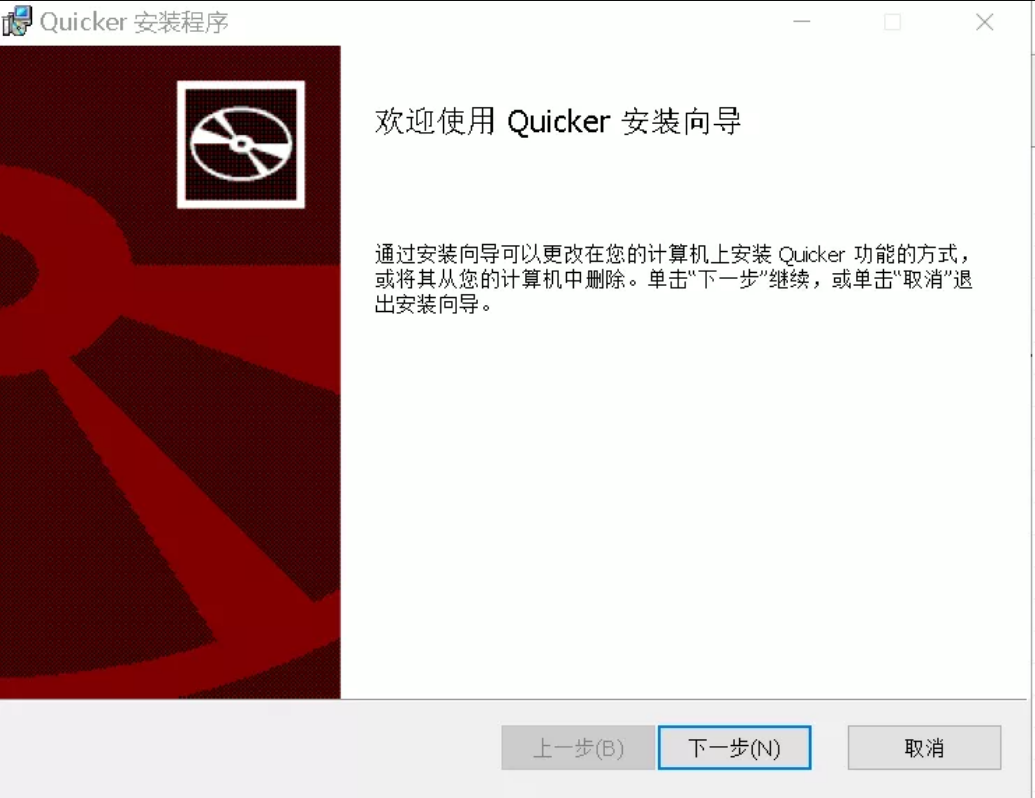 Quicker 安装程序
欢迎使用 Quicker 安装向导
通过安装向导可以更改在您的计算机上安装 Quicker 功能的方式，
或将其从您的计算机中删除。单击“下一步”继续，或单击“取消”退
出安装向导。
上一步(B) 下一步(N) 取消